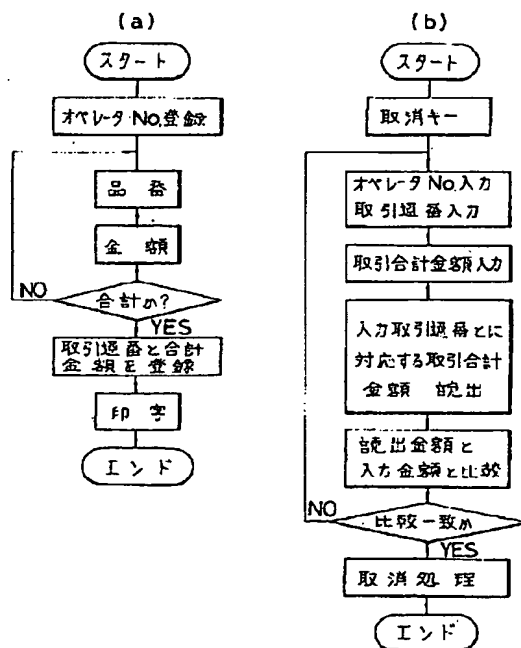 (a)
スタート
オペレータNo.登録
品番
金額
合計か?
NO
YES
取引通番と合計
金額を登録
印字
エンド
(b)
スタート
取消キー
オペレータNo.入力
取引通番入力
取引合計金額入力
入力取引通番とに
対応する取引合計
金額 読出
読出金額と
入力金額と比較
NO
比較一致か
YES
取消処理
エンド